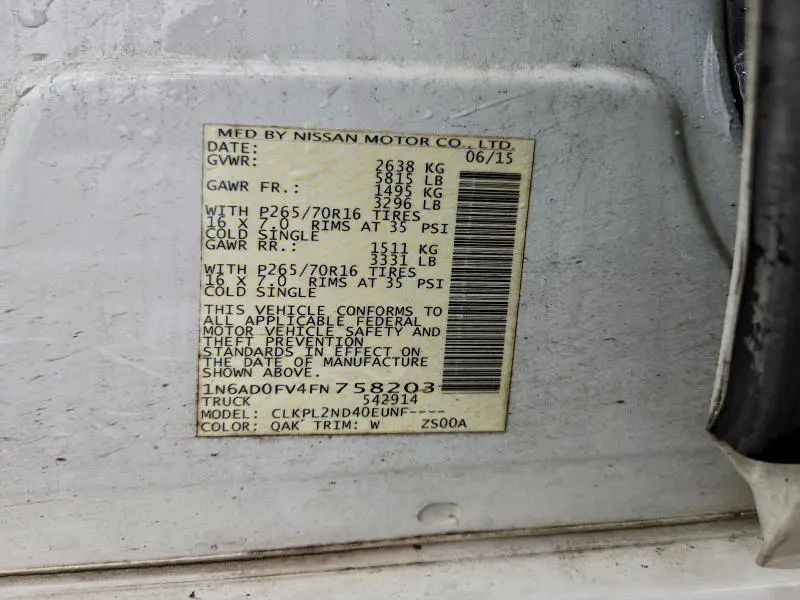 MFD BY NISSAN MOTOR CO., LTD.
DATE: 06/15
GVWR: 2638 KG
5815 LB
GAWR FR.: 1495 KG
3296 LB
WITH P265/70R16 TIRES
16 X 7.0 RIMS AT 35 PSI
COLD SINGLE
GAWR RR.: 1511 KG
3331 LB
WITH P265/70R16 TIRES
16 X 7.0 RIMS AT 35 PSI
COLD SINGLE
THIS VEHICLE CONFORMS TO
ALL APPLICABLE FEDERAL
MOTOR VEHICLE SAFETY AND
THEFT PREVENTION
STANDARDS IN EFFECT ON
THE DATE OF MANUFACTURE
SHOWN ABOVE.
1N6AD0FV4FN758203
TRUCK 542914
MODEL: CLKPL2ND40EUNF----
COLOR: QAK TRIM: W ZS00A